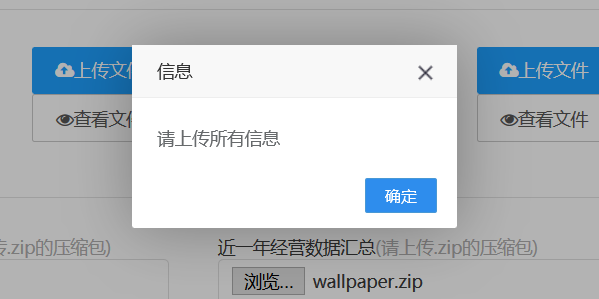 上传文件
上传文件
查看文件
查看文件
信息
请上传所有信息
确定
传.zip的压缩包)
近一年经营数据汇总(请上传.zip的压缩包)
浏览... wallpaper.zip